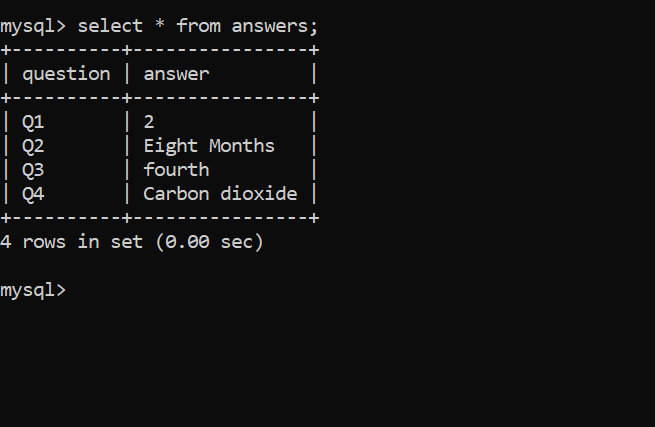 mysql> select * from answers;
+----------+----------------+
| question | answer         |
+----------+----------------+
| Q1       | 2              |
| Q2       | Eight Months   |
| Q3       | fourth         |
| Q4       | Carbon dioxide |
+----------+----------------+
4 rows in set (0.00 sec)
mysql>